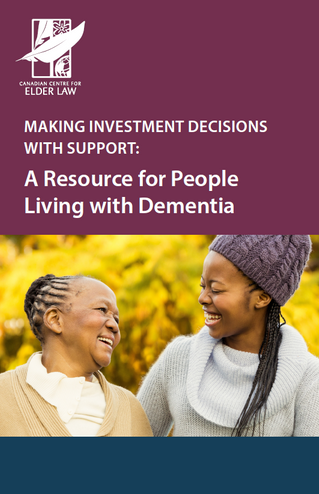 CANADIAN CENTRE FOR
ELDER LAW
MAKING INVESTMENT DECISIONS
WITH SUPPORT:
A Resource for People
Living with Dementia